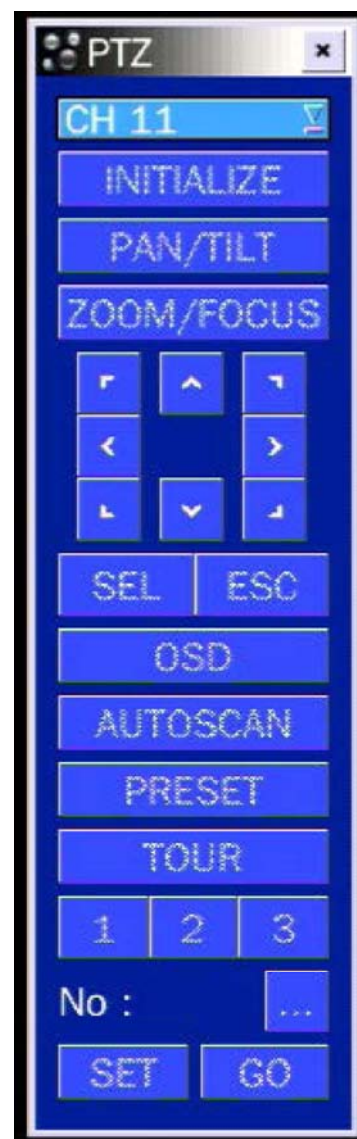 PTZ
CH 11
INITIALIZE
PAN/TILT
ZOOM/FOCUS
SEL ESC
OSD
AUTOSCAN
PRESET
TOUR
1 2 3
No : ...
SET GO